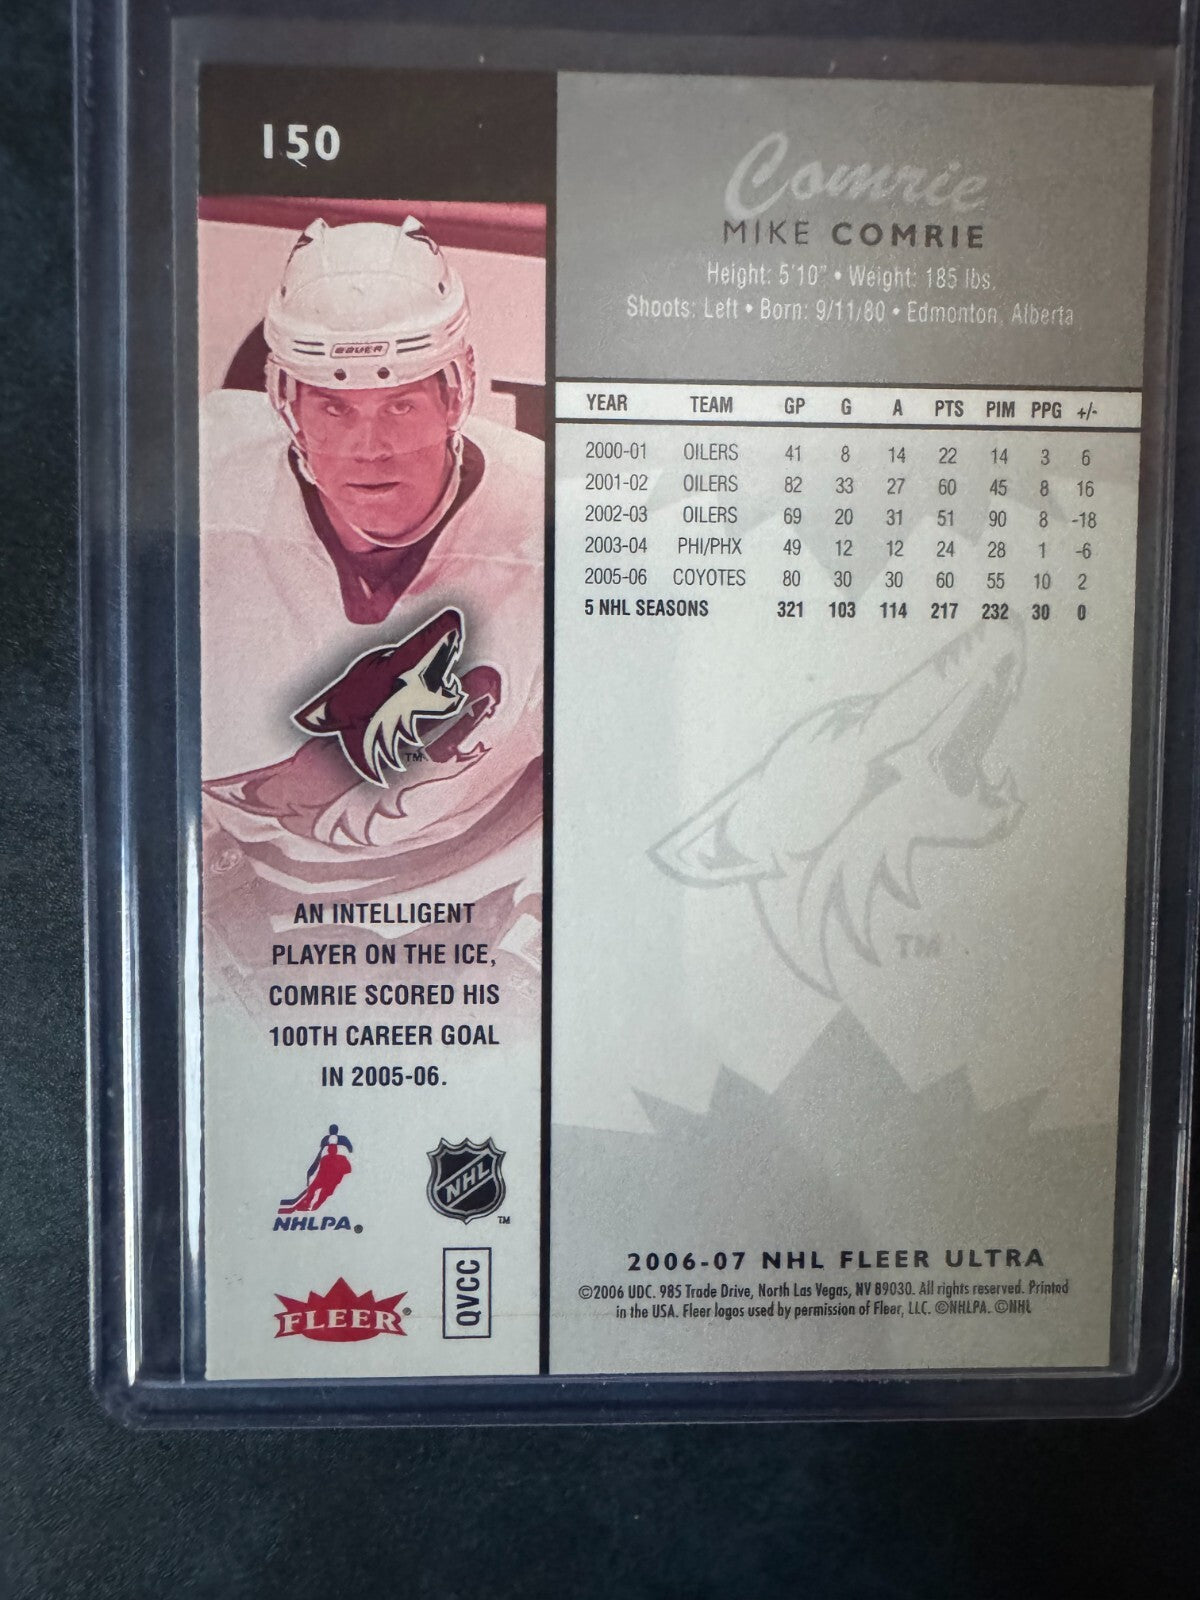 150
BAUER
TM
AN INTELLIGENT
PLAYER ON THE ICE,
COMRIE SCORED HIS
100TH CAREER GOAL
IN 2005-06.
NHLPA®
NHL
TM
FLEER®
QVCC
Comrie
MIKE COMRIE
Height: 5'10" • Weight: 185 lbs.
Shoots: Left • Born: 9/11/80 • Edmonton, Alberta
YEAR TEAM GP G A PTS PIM PPG +/-
2000-01 OILERS 41 8 14 22 14 3 6
2001-02 OILERS 82 33 27 60 45 8 16
2002-03 OILERS 69 20 31 51 90 8 -18
2003-04 PHI/PHX 49 12 12 24 28 1 -6
2005-06 COYOTES 80 30 30 60 55 10 2
5 NHL SEASONS 321 103 114 217 232 30 0
TM
2006-07 NHL FLEER ULTRA
©2006 UDC. 985 Trade Drive, North Las Vegas, NV 89030. All rights reserved. Printed
in the USA. Fleer logos used by permission of Fleer, LLC. ©NHLPA. ©NHL